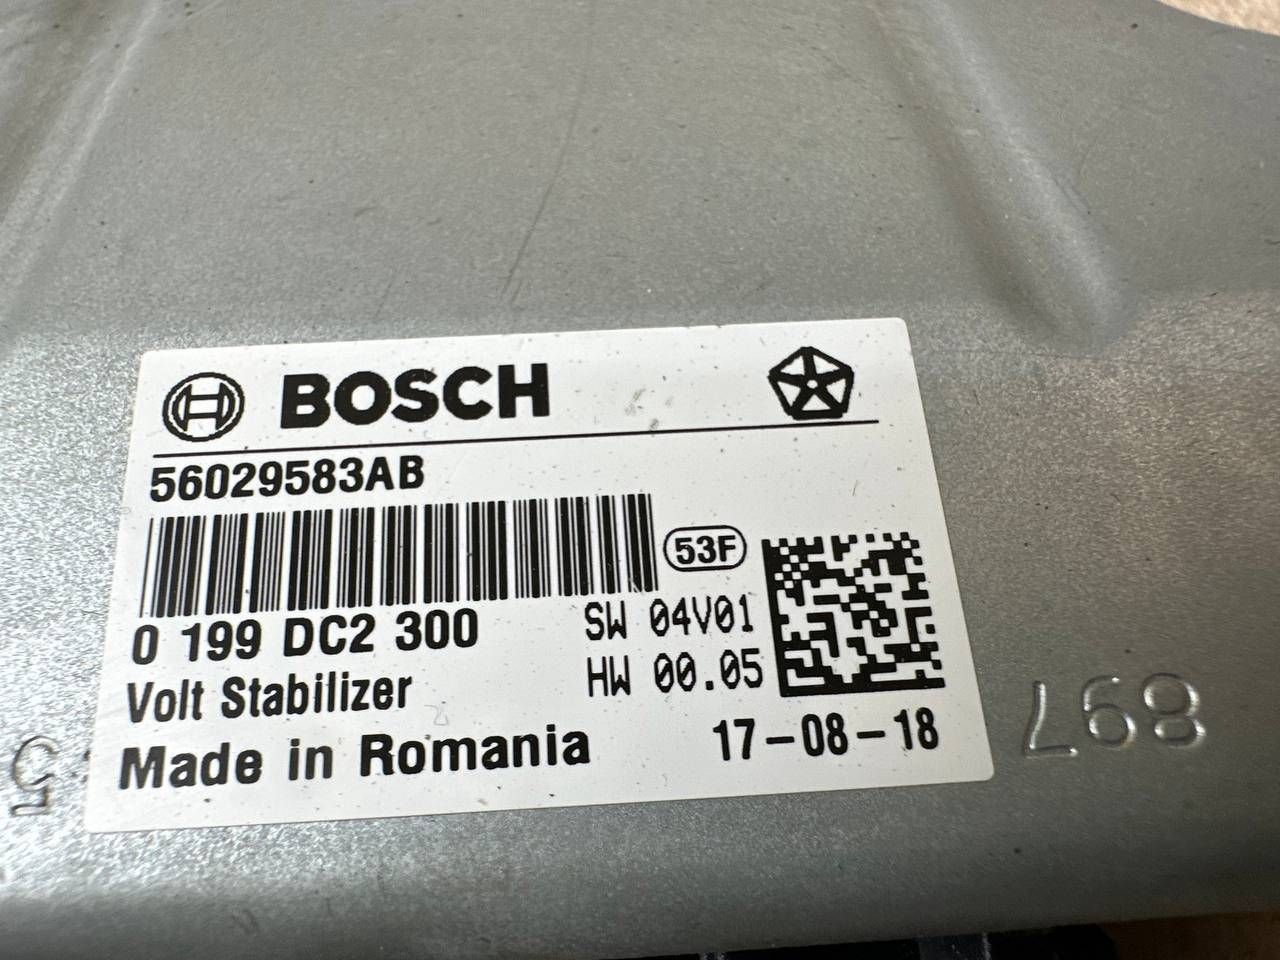 BOSCH
56029583AB
53F
0 199 DC2 300
SW 04V01
Volt Stabilizer
HW 00.05
Made in Romania
17-08-18